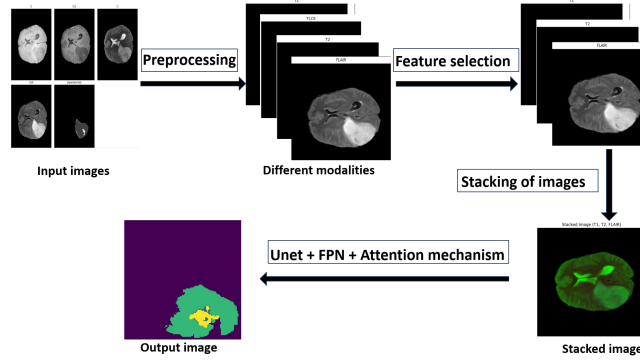 T1
T1CE
T2
FLAIR
T1
T2
FLAIR
Preprocessing
Feature selection
Input images
Different modalities
Stacking of images
Stacked Image (T1, T2, FLAIR)
Unet + FPN + Attention mechanism
Output image
Stacked image